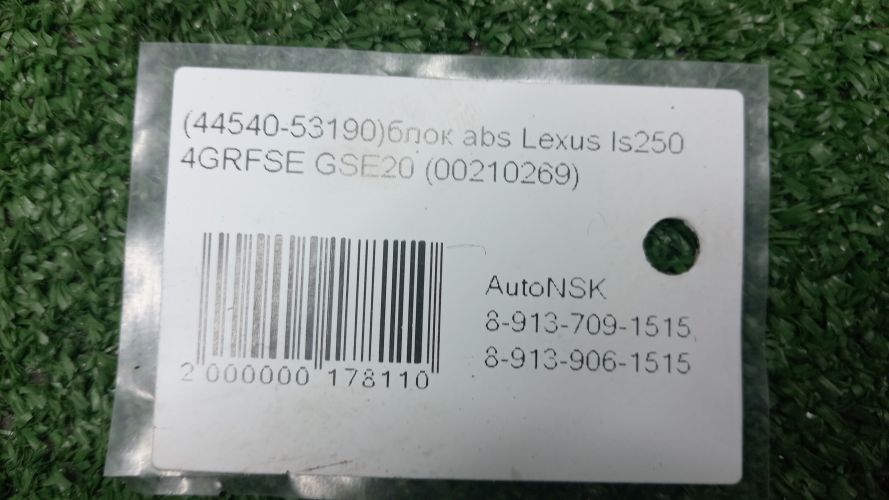 (44540-53190)блок abs Lexus Is250
4GRFSE GSE20 (00210269)
AutoNSK
8-913-709-1515,
8-913-906-1515
2 000000 178110